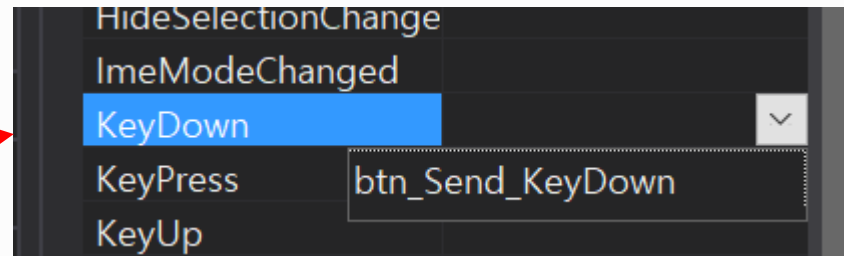 HideSelectionChange
ImeModeChanged
KeyDown
KeyPress
btn_Send_KeyDown
KeyUp